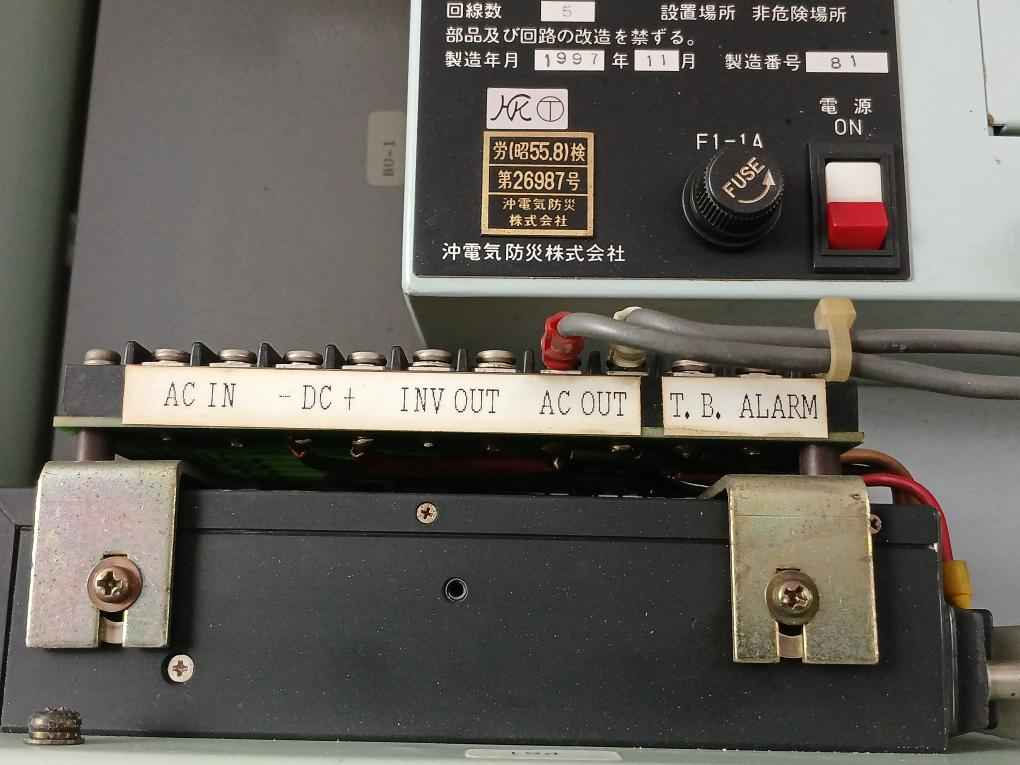 回線数 5 設置場所 非危険場所
部品及び回路の改造を禁ずる。
製造年月 1997 年 11 月 製造番号 81
HK T
電源
ON
F1-1A
FUSE
労(昭55.8)検
第26987号
沖電気防災
株式会社
沖電気防災株式会社
BU-1
AC IN - DC + INV OUT AC OUT T. B. ALARM